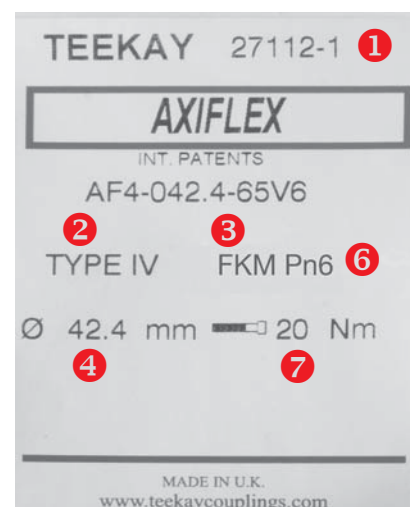 TEEKAY 27112-1 1
AXIFLEX
INT. PATENTS
AF4-042.4-65V6
2 3
TYPE IV FKM Pn6 6
Ø 42.4 mm 20 Nm
4 7
MADE IN U.K.
www.teekaycouplings.com